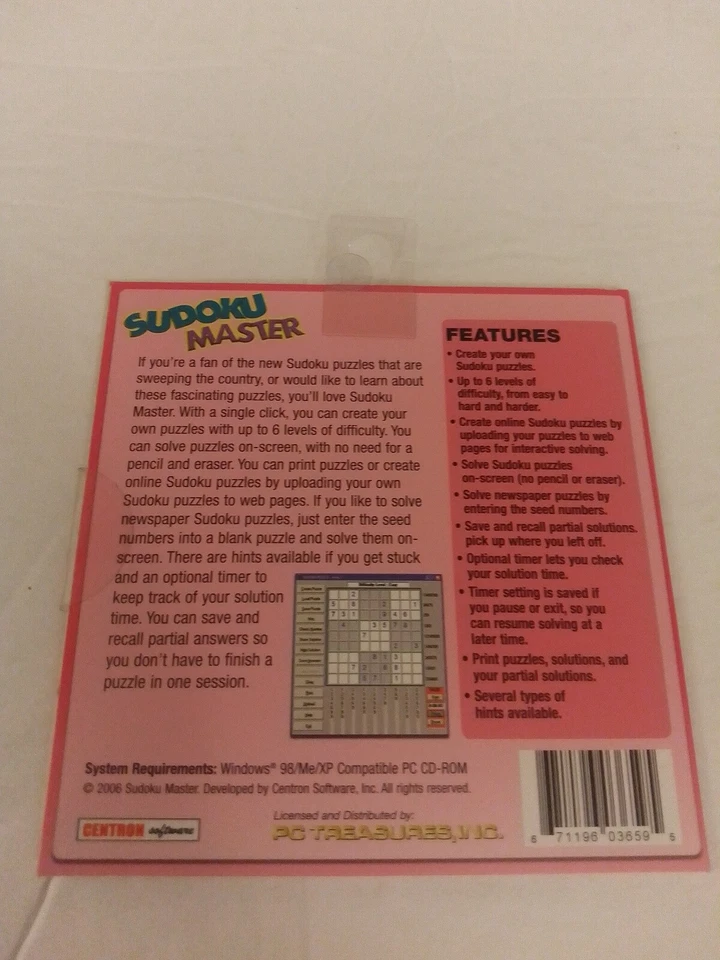 SUDOKU
MASTER
If you're a fan of the new Sudoku puzzles that are
sweeping the country, or would like to learn about
these fascinating puzzles, you'll love Sudoku
Master. With a single click, you can create your
own puzzles with up to 6 levels of difficulty. You
can solve puzzles on-screen, with no need for a
pencil and eraser. You can print puzzles or create
online Sudoku puzzles by uploading your own
Sudoku puzzles to web pages. If you like to solve
newspaper Sudoku puzzles, just enter the seed
numbers into a blank puzzle and solve them on-
screen. There are hints available if you get stuck
and an optional timer to
keep track of your solution
time. You can save and
recall partial answers so
you don't have to finish a
puzzle in one session.
FEATURES
• Create your own
Sudoku puzzles.
• Up to 6 levels of
difficulty, from easy to
hard and harder.
• Create online Sudoku puzzles by
uploading your puzzles to web
pages for interactive solving.
• Solve Sudoku puzzles
on-screen (no pencil or eraser).
• Solve newspaper puzzles by
entering the seed numbers.
• Save and recall partial solutions.
pick up where you left off.
• Optional timer lets you check
your solution time.
• Timer setting is saved if
you pause or exit, so you
can resume solving at a
later time.
• Print puzzles, solutions, and
your partial solutions.
• Several types of
hints available.
System Requirements: Windows® 98/Me/XP Compatible PC CD-ROM
© 2006 Sudoku Master. Developed by Centron Software, Inc. All rights reserved.
CENTRON software
Licensed and Distributed by:
PC TREASURES, INC.
6 71196 03659 6